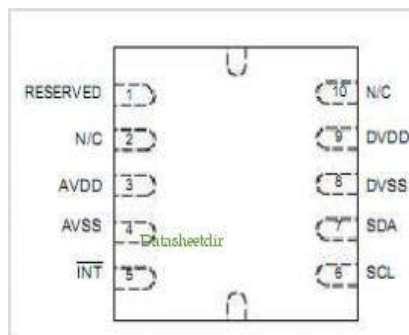 RESERVED 1 10 N/C
N/C 2 9 DVDD
AVDD 3 8 DVSS
AVSS 4 7 SDA
Datasheetdir
INT 5 6 SCL